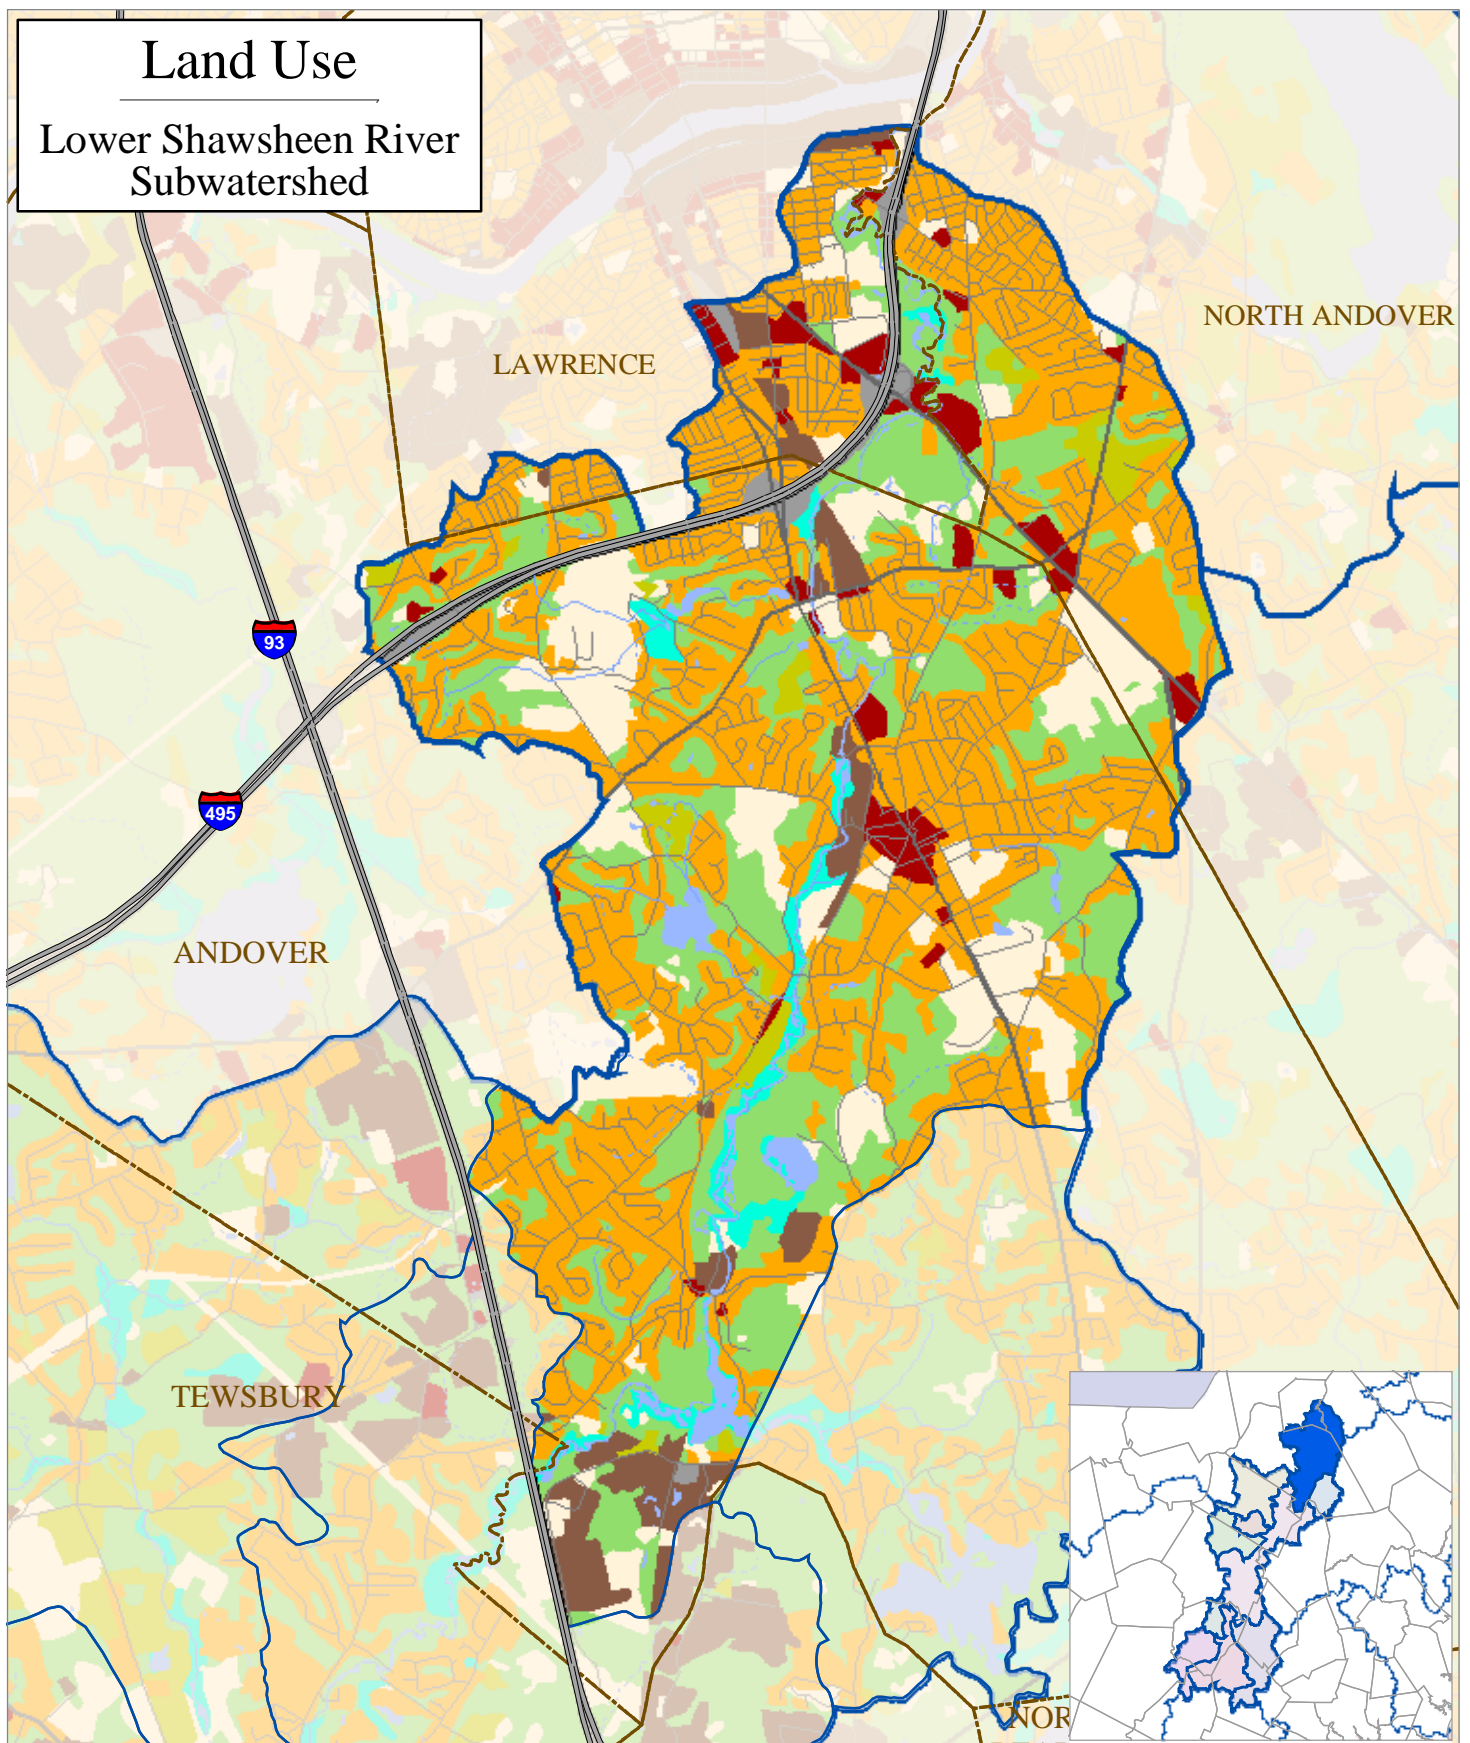 Land Use
Lower Shawsheen River
Subwatershed
NORTH ANDOVER
LAWRENCE
93
495
ANDOVER
TEWSBURY
NOR